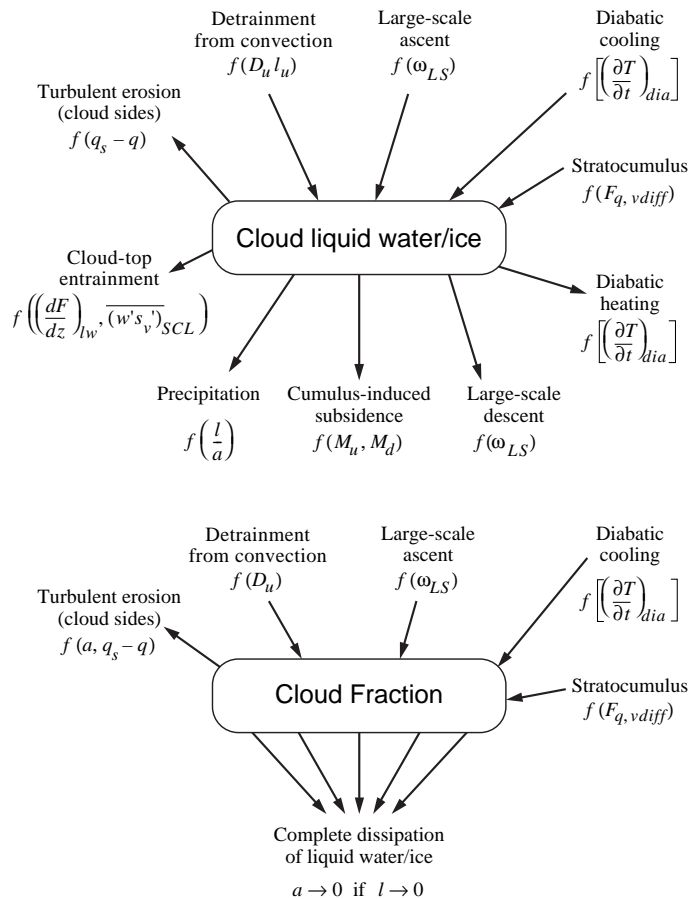 Detrainment
from convection
f(D_u l_u)
Large-scale
ascent
f(ω_LS)
Diabatic
cooling
f[(∂T/∂t)_dia]
Turbulent erosion
(cloud sides)
f(q_s – q)
Stratocumulus
f(F_q, vdiff)
Cloud liquid water/ice
Cloud-top
entrainment
f((dF/dz)_lw, \overline{(w's_v')}_SCL)
Diabatic
heating
f[(∂T/∂t)_dia]
Precipitation
f(l/a)
Cumulus-induced
subsidence
f(M_u, M_d)
Large-scale
descent
f(ω_LS)
Detrainment
from convection
f(D_u)
Large-scale
ascent
f(ω_LS)
Diabatic
cooling
f[(∂T/∂t)_dia]
Turbulent erosion
(cloud sides)
f(a, q_s – q)
Cloud Fraction
Stratocumulus
f(F_q, vdiff)
Complete dissipation
of liquid water/ice
a → 0 if l → 0